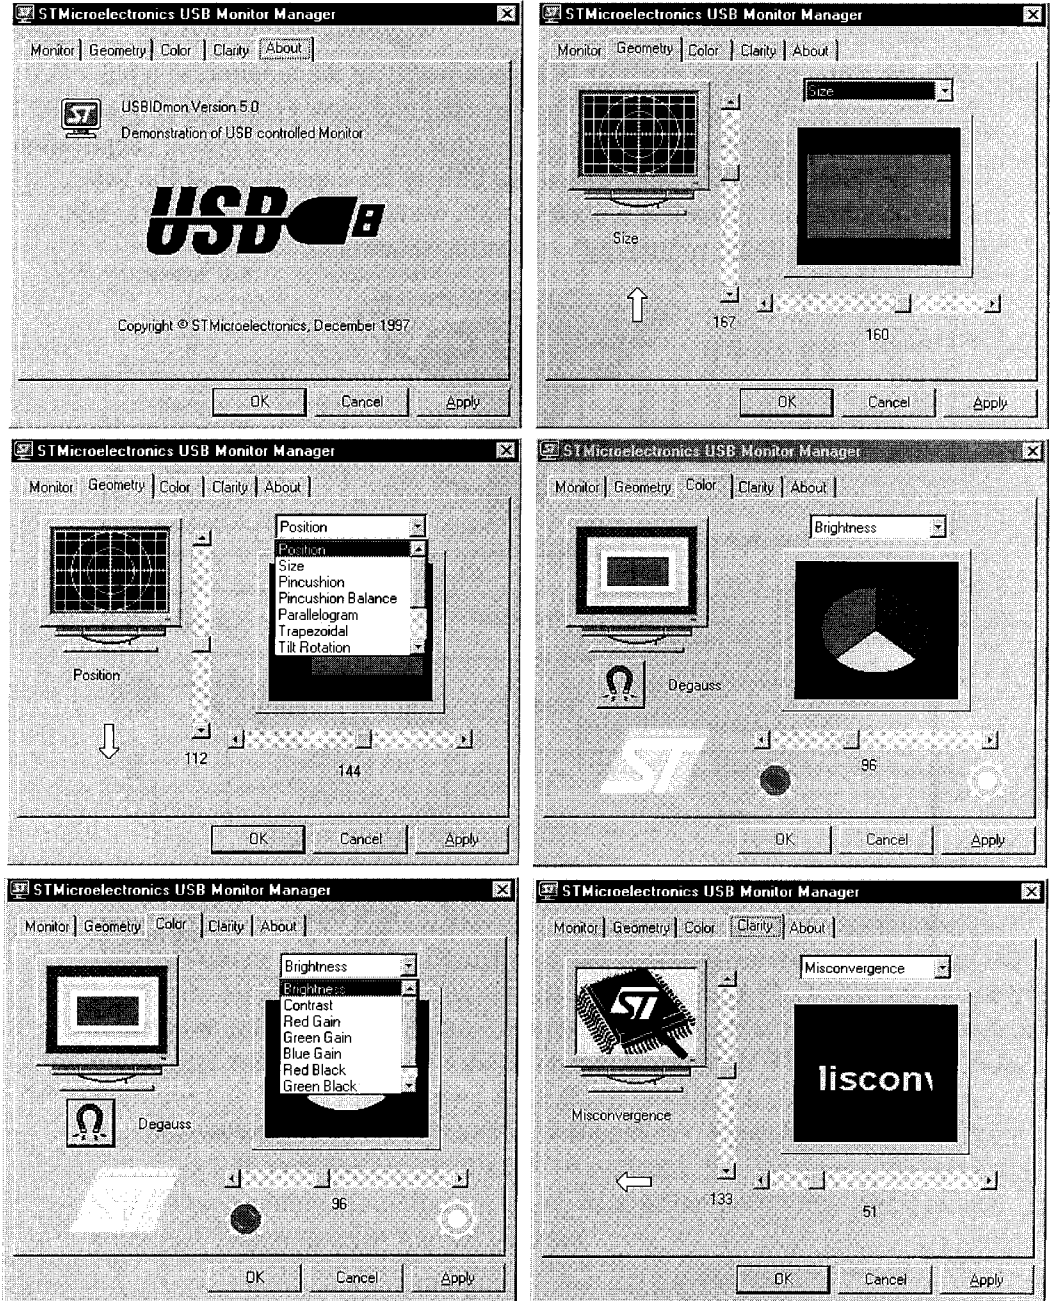 STMicroelectronics USB Monitor Manager
Monitor Geometry Color Clarity About
ST
USBIDmon Version 5.0
Demonstration of USB controlled Monitor
USB
Copyright © STMicroelectronics, December 1997
OK Cancel Apply
STMicroelectronics USB Monitor Manager
Monitor Geometry Color Clarity About
Size
Size
167
160
OK Cancel Apply
STMicroelectronics USB Monitor Manager
Monitor Geometry Color Clarity About
Position
Position
Size
Pincushion
Pincushion Balance
Parallelogram
Trapezoidal
Tilt Rotation
Position
112
144
OK Cancel Apply
STMicroelectronics USB Monitor Manager
Monitor Geometry Color Clarity About
Brightness
Degauss
ST
96
OK Cancel Apply
STMicroelectronics USB Monitor Manager
Monitor Geometry Color Clarity About
Brightness
Brightness
Contrast
Red Gain
Green Gain
Blue Gain
Red Black
Green Black
Degauss
ST
96
OK Cancel Apply
STMicroelectronics USB Monitor Manager
Monitor Geometry Color Clarity About
Misconvergence
ST
liscon
Misconvergence
133
51
OK Cancel Apply